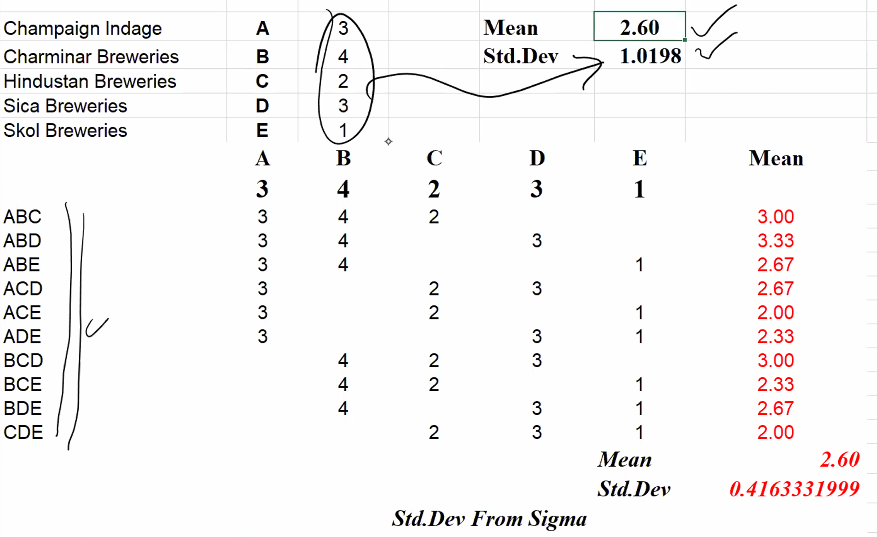 Champaign Indage A 3 Mean 2.60
Charminar Breweries B 4 Std.Dev 1.0198
Hindustan Breweries C 2
Sica Breweries D 3
Skol Breweries E 1
A B C D E Mean
3 4 2 3 1
ABC 3 4 2 3.00
ABD 3 4 3 3.33
ABE 3 4 1 2.67
ACD 3 2 3 2.67
ACE 3 2 1 2.00
ADE 3 3 1 2.33
BCD 4 2 3 3.00
BCE 4 2 1 2.33
BDE 4 3 1 2.67
CDE 2 3 1 2.00
Mean 2.60
Std.Dev 0.4163331999
Std.Dev From Sigma